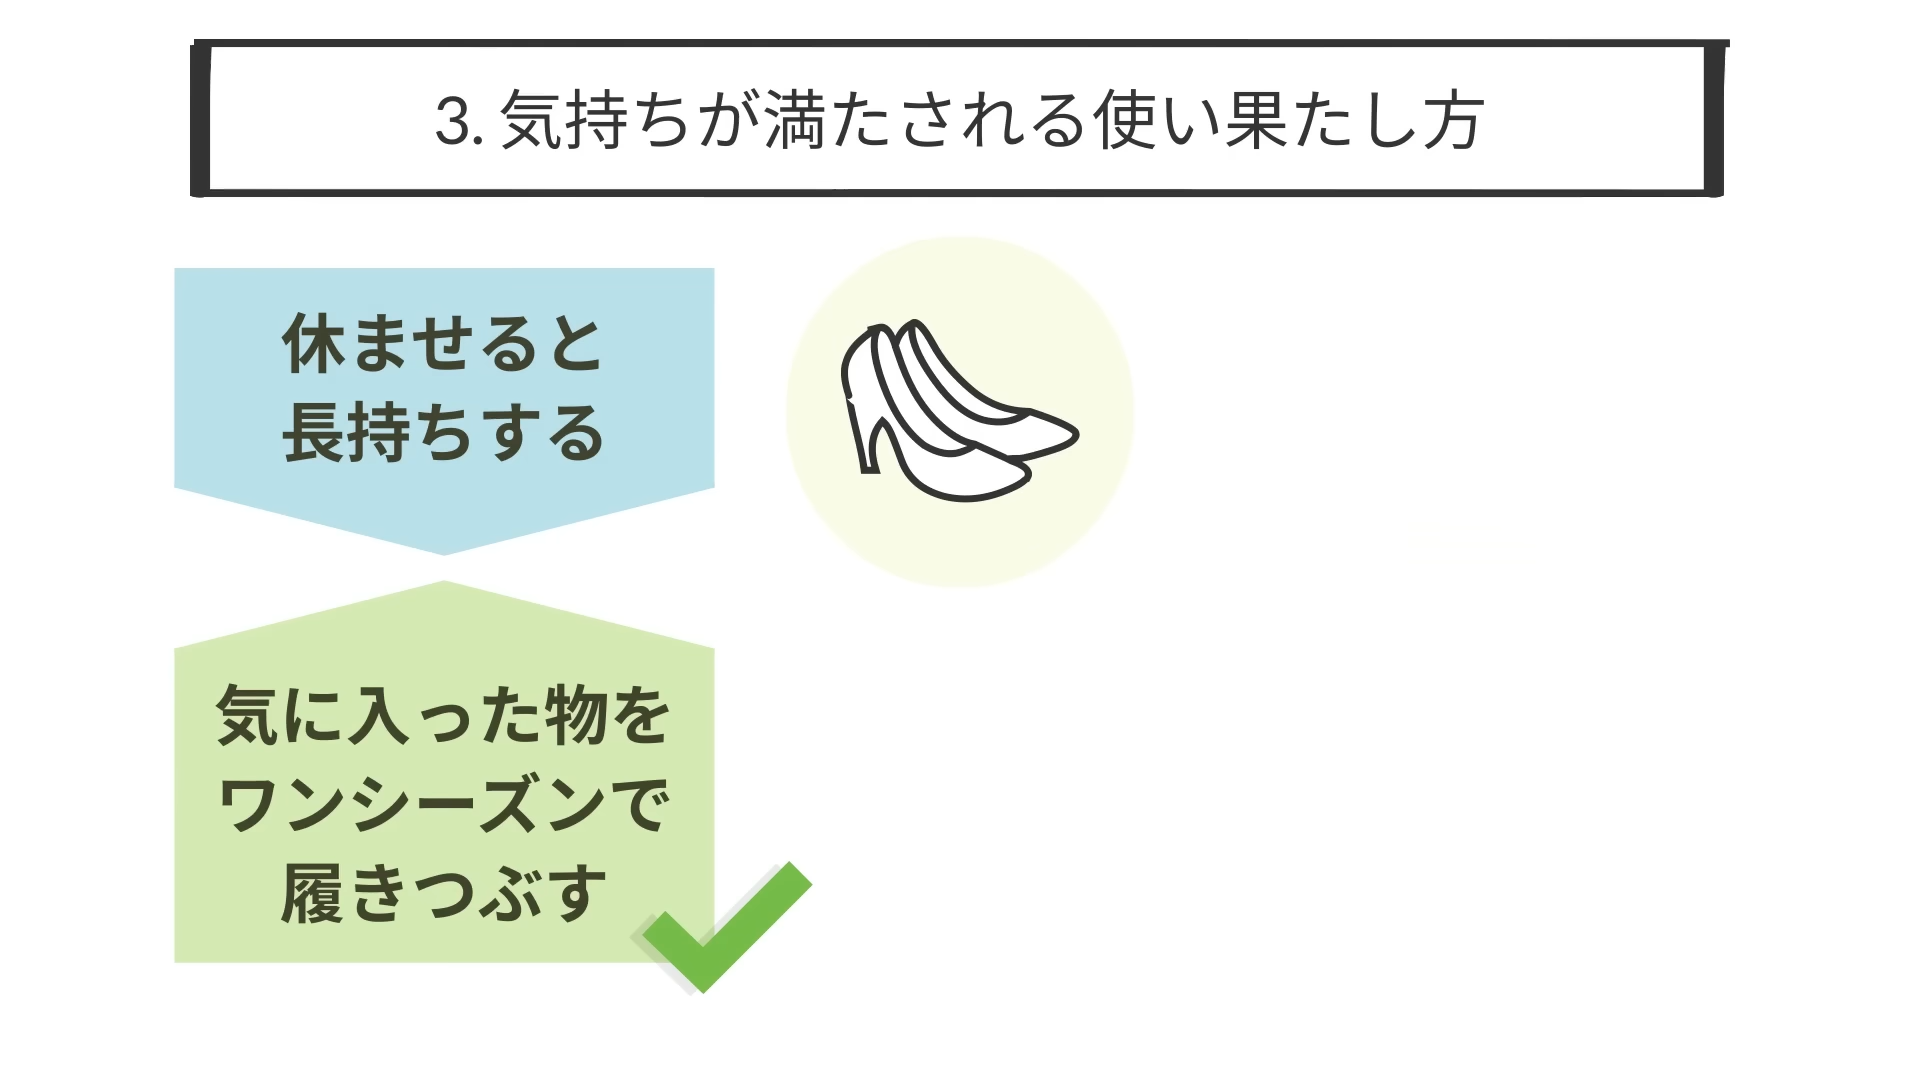 3. 気持ちが満たされる使い果たし方
休ませると
長持ちする
気に入った物を
ワンシーズンで
履きつぶす